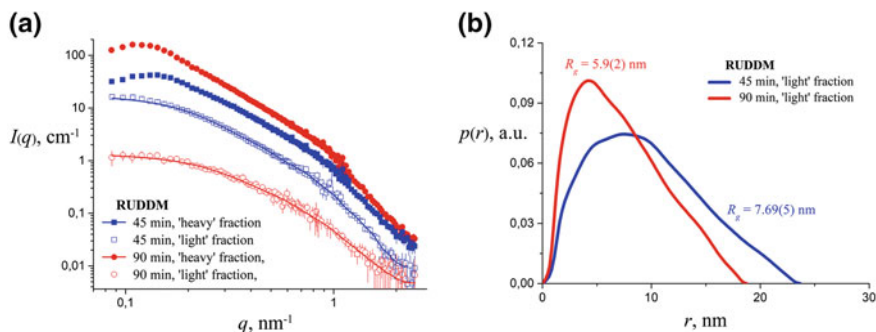 (a)
100
10
1
0,1
0,01
I(q), cm⁻¹
RUDDM
45 min, 'heavy' fraction
45 min, 'light' fraction
90 min, 'heavy' fraction,
90 min, 'light' fraction,
0,1
1
q, nm⁻¹
(b)
0,12
0,09
0,06
0,03
0,00
p(r), a.u.
R_g = 5.9(2) nm
RUDDM
45 min, 'light' fraction
90 min, 'light' fraction
R_g = 7.69(5) nm
0
10
20
30
r, nm